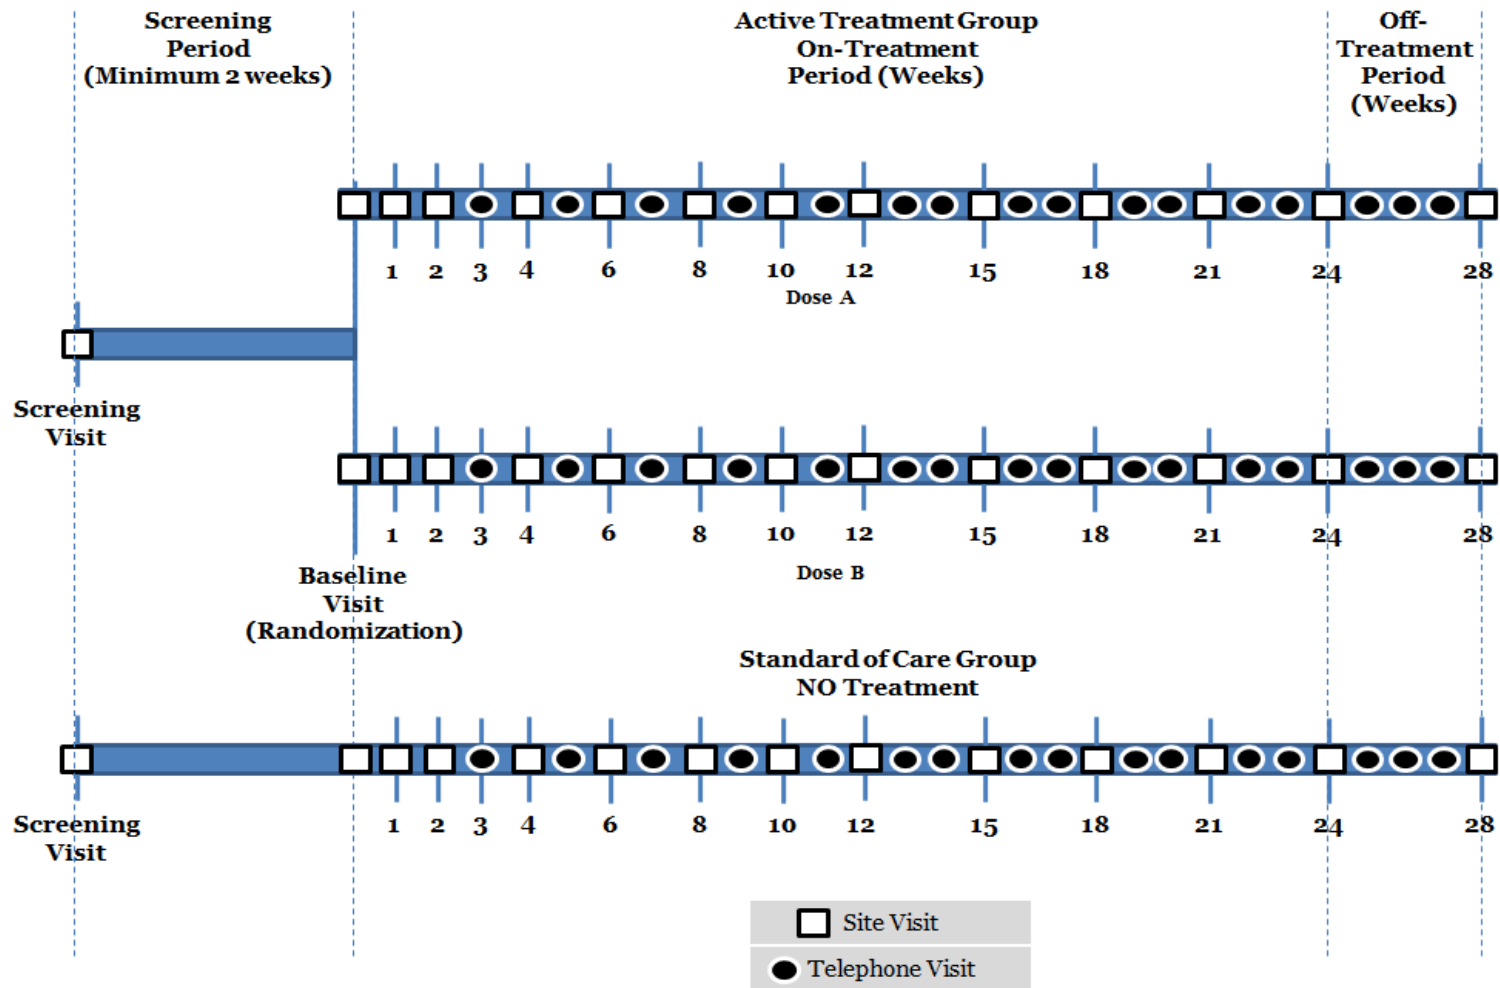 Screening
Period
(Minimum 2 weeks)
Active Treatment Group
On-Treatment
Period (Weeks)
Off-
Treatment
Period
(Weeks)
1 2 3 4 6 8 10 12 15 18 21 24 28
Dose A
Screening
Visit
1 2 3 4 6 8 10 12 15 18 21 24 28
Dose B
Baseline
Visit
(Randomization)
Standard of Care Group
NO Treatment
1 2 3 4 6 8 10 12 15 18 21 24 28
Screening
Visit
Site Visit
Telephone Visit